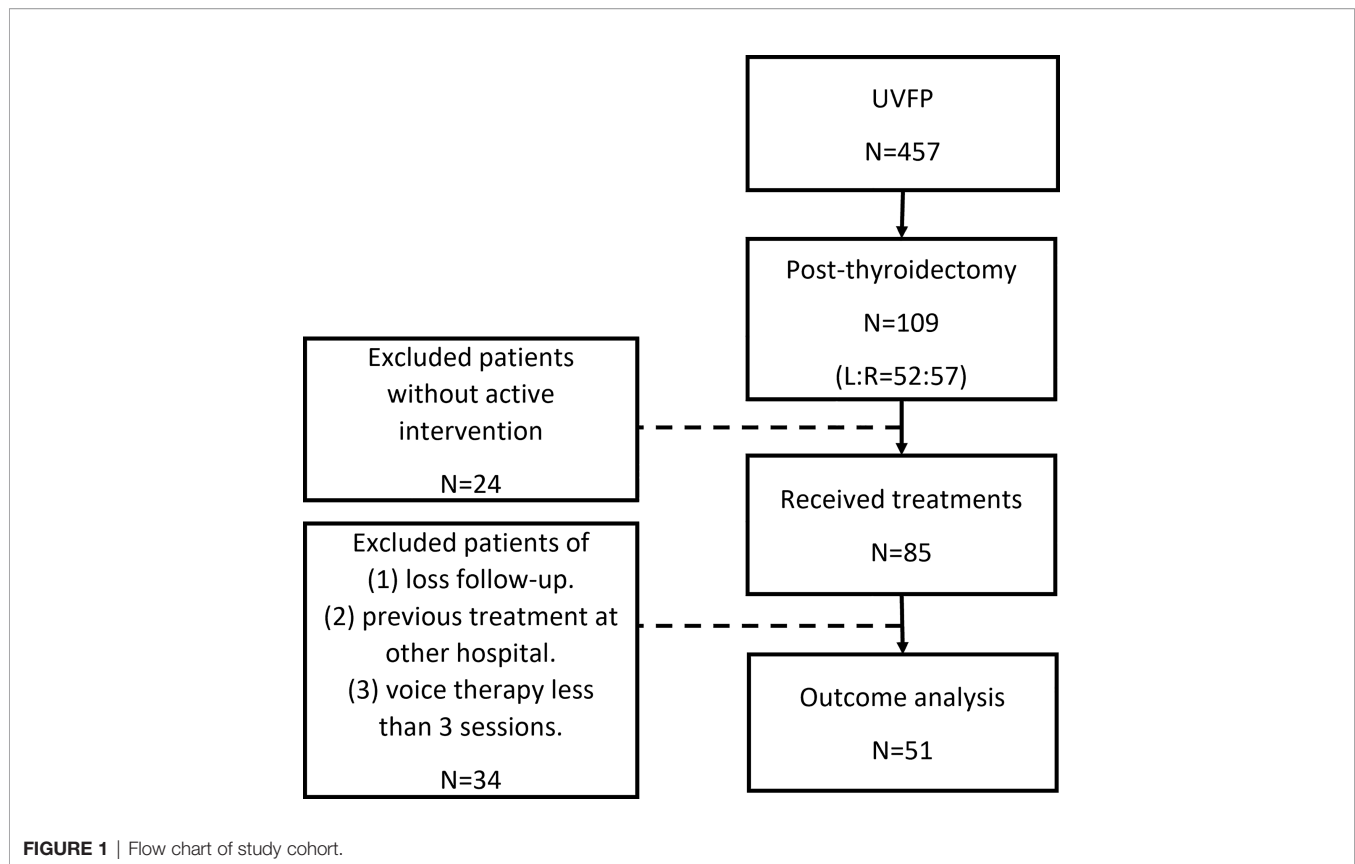 UVFP
N=457
Post-thyroidectomy
N=109
(L:R=52:57)
Excluded patients
without active
intervention
N=24
Received treatments
N=85
Excluded patients of
(1) loss follow-up.
(2) previous treatment at
other hospital.
(3) voice therapy less
than 3 sessions.
N=34
Outcome analysis
N=51
FIGURE 1 | Flow chart of study cohort.